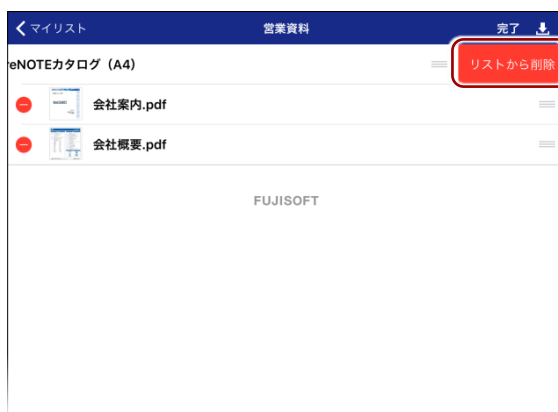 マイリスト 営業資料 完了
eNOTEカタログ（A4） リストから削除
会社案内.pdf
会社概要.pdf
FUJISOFT